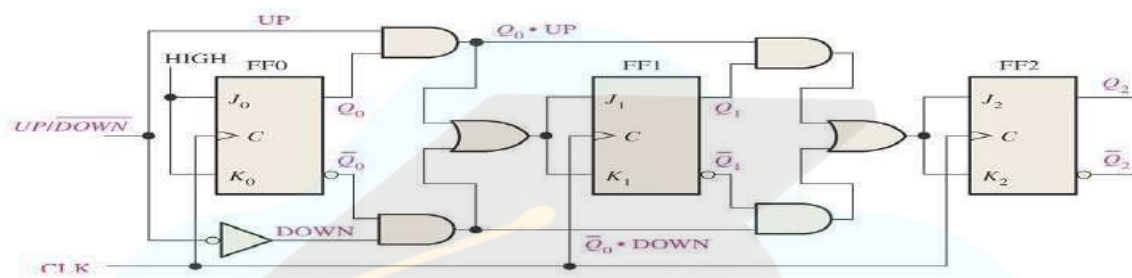 UP
Q₀ • UP
HIGH
FF0
FF1
FF2
J₀
Q₀
J₁
Q₁
J₂
Q₂
UP/D̅O̅W̅N̅
C
C
C
Q̅₀
Q̅₁
Q̅₂
K₀
K₁
K₂
DOWN
Q̅₀ • DOWN
CLK